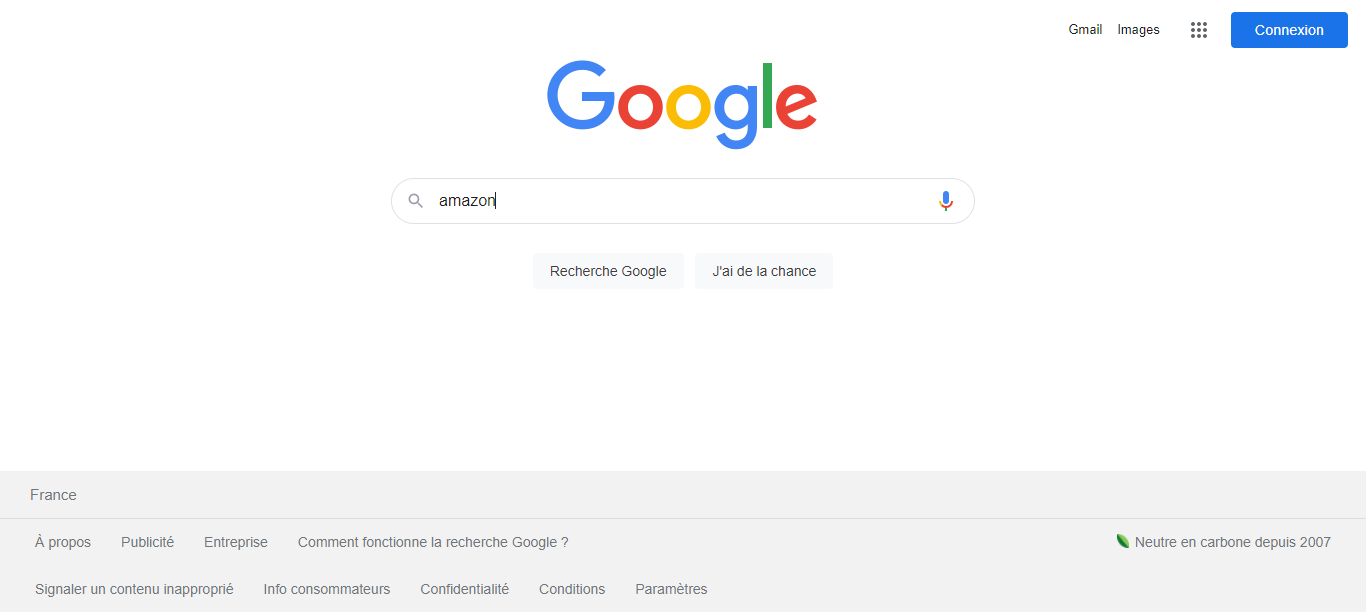 Gmail Images Connexion
Google
amazon
Recherche Google J'ai de la chance
France
À propos Publicité Entreprise Comment fonctionne la recherche Google ? Neutre en carbone depuis 2007
Signaler un contenu inapproprié Info consommateurs Confidentialité Conditions Paramètres